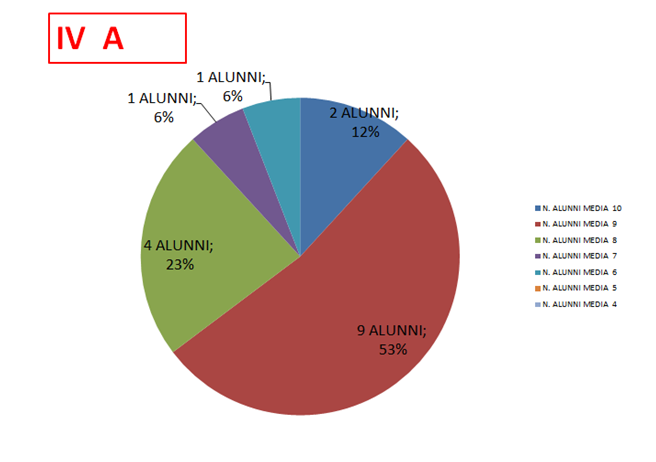 IV A
1 ALUNNI;
6%
1 ALUNNI;
6%
2 ALUNNI;
12%
4 ALUNNI;
23%
9 ALUNNI;
53%
N. ALUNNI MEDIA 10
N. ALUNNI MEDIA 9
N. ALUNNI MEDIA 8
N. ALUNNI MEDIA 7
N. ALUNNI MEDIA 6
N. ALUNNI MEDIA 5
N. ALUNNI MEDIA 4